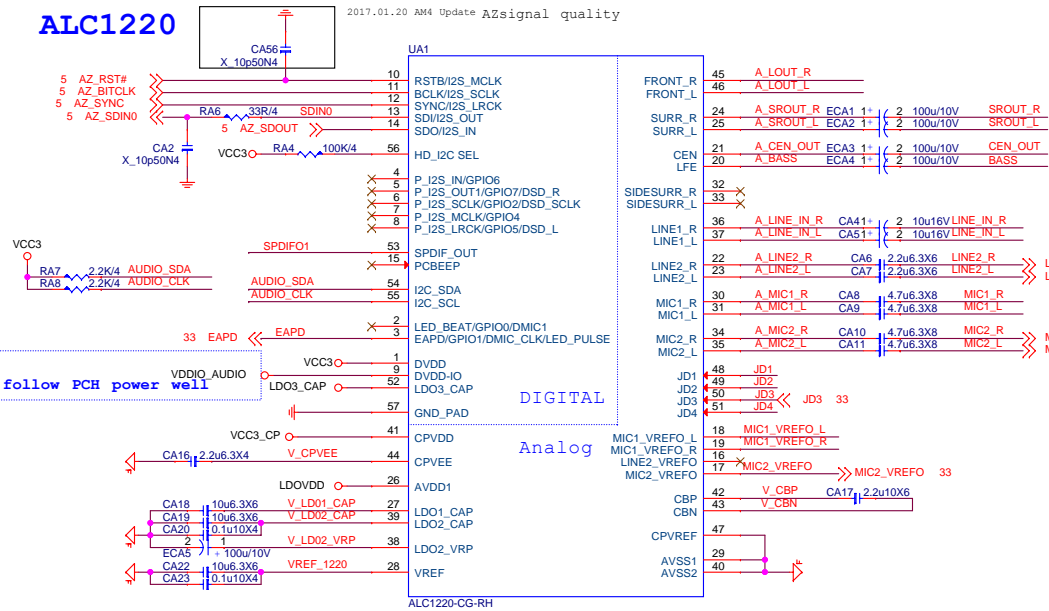 ALC1220
2017.01.20 AM4 Update AZsignal quality
CA56
X_10p50N4
UA1
5 AZ_RST#
5 AZ_BITCLK
5 AZ_SYNC
5 AZ_SDIN0
RA6 33R/4 SDIN0
5 AZ_SDOUT
CA2
X_10p50N4
VCC3 RA4 100K/4
10 RSTB/I2S_MCLK
11 BCLK/I2S_SCLK
12 SYNC/I2S_LRCK
13 SDI/I2S_OUT
14 SDO/I2S_IN
56 HD_I2C SEL
4 P_I2S_IN/GPIO6
5 P_I2S_OUT1/GPIO7/DSD_R
6 P_I2S_SCLK/GPIO2/DSD_SCLK
7 P_I2S_MCLK/GPIO4
8 P_I2S_LRCK/GPIO5/DSD_L
SPDIFO1 53 SPDIF_OUT
15 PCBEEP
VCC3
RA7 2.2K/4 AUDIO_SDA
RA8 2.2K/4 AUDIO_CLK
AUDIO_SDA 54 I2C_SDA
AUDIO_CLK 55 I2C_SCL
2 LED_BEAT/GPIO0/DMIC1
33 EAPD EAPD 3 EAPD/GPIO1/DMIC_CLK/LED_PULSE
VCC3 1 DVDD
VDDIO_AUDIO 9 DVDD-IO
follow PCH power well
LDO3_CAP 52 LDO3_CAP
57 GND_PAD
VCC3_CP 41 CPVDD
CA16 2.2u6.3X4 V_CPVEE 44 CPVEE
LDOVDD 26 AVDD1
CA18 10u6.3X6 V_LD01_CAP 27 LDO1_CAP
CA19 10u6.3X6 V_LD02_CAP 39 LDO2_CAP
CA20 0.1u10X4
2 1 V_LD02_VRP 38 LDO2_VRP
ECA5 + 100u/10V
CA22 10u6.3X6 VREF_1220 28 VREF
CA23 0.1u10X4
DIGITAL
Analog
ALC1220-CG-RH
FRONT_R 45 A_LOUT_R
FRONT_L 46 A_LOUT_L
SURR_R 24 A_SROUT_R ECA1 1+ 2 100u/10V SROUT_R
SURR_L 25 A_SROUT_L ECA2 1+ 2 100u/10V SROUT_L
CEN 21 A_CEN_OUT ECA3 1+ 2 100u/10V CEN_OUT
LFE 20 A_BASS ECA4 1+ 2 100u/10V BASS
SIDESURR_R 32
SIDESURR_L 33
LINE1_R 36 A_LINE_IN_R CA4 1+ 2 10u16V LINE_IN_R
LINE1_L 37 A_LINE_IN_L CA5 1+ 2 10u16V LINE_IN_L
LINE2_R 22 A_LINE2_R CA6 2.2u6.3X6 LINE2_R
LINE2_L 23 A_LINE2_L CA7 2.2u6.3X6 LINE2_L
MIC1_R 30 A_MIC1_R CA8 4.7u6.3X8 MIC1_R
MIC1_L 31 A_MIC1_L CA9 4.7u6.3X8 MIC1_L
MIC2_R 34 A_MIC2_R CA10 4.7u6.3X8 MIC2_R
MIC2_L 35 A_MIC2_L CA11 4.7u6.3X8 MIC2_L
JD1 48 JD1
JD2 49 JD2
JD3 50 JD3 JD3 33
JD4 51 JD4
MIC1_VREFO_L 18 MIC1_VREFO_L
MIC1_VREFO_R 19 MIC1_VREFO_R
LINE2_VREFO 16
MIC2_VREFO 17 MIC2_VREFO MIC2_VREFO 33
CBP 42 V_CBP CA17 2.2u10X6
CBN 43 V_CBN
CPVREF 47
AVSS1 29
AVSS2 40